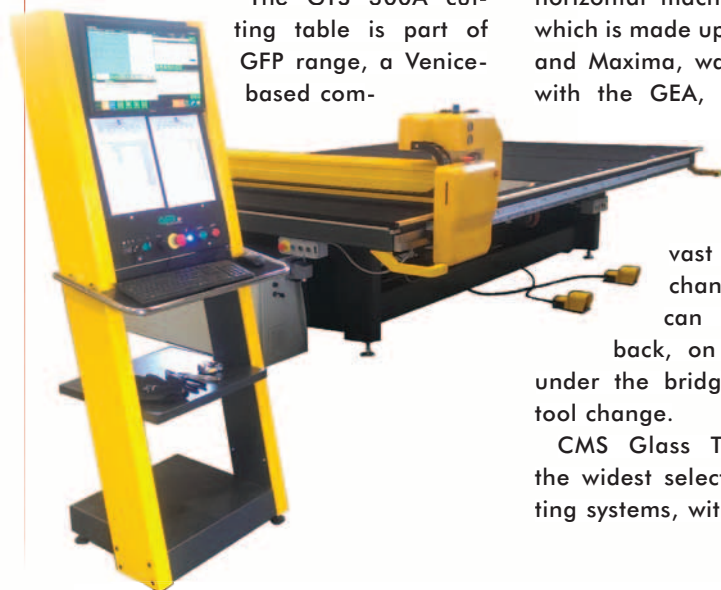 ting table is part of
GFP range, a Venice-
based com-
which is made up
and Maxima, wa
with the GEA,
vast
chan
can
back, on
under the bridg
tool change.
CMS Glass T
the widest select
ting systems, wit